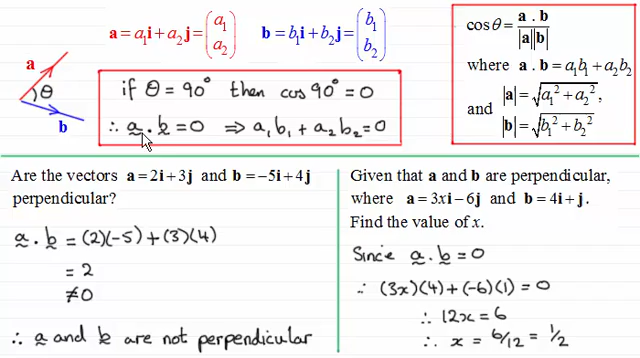 a = a₁i + a₂j = (a₁ a₂)
b = b₁i + b₂j = (b₁ b₂)
a
θ
b
if θ = 90° then cos 90° = 0
∴ a . b = 0 ⇒ a₁b₁ + a₂b₂ = 0
cosθ = a . b / |a||b|
where a . b = a₁b₁ + a₂b₂
|a| = √(a₁² + a₂²),
and
|b| = √(b₁² + b₂²)
Are the vectors a = 2i + 3j and b = −5i + 4j
perpendicular?
a . b = (2)(−5) + (3)(4)
= 2
≠ 0
∴ a and b are not perpendicular
Given that a and b are perpendicular,
where a = 3xi − 6j and b = 4i + j.
Find the value of x.
Since a . b = 0
∴ (3x)(4) + (−6)(1) = 0
∴ 12x = 6
∴ x = 6/12 = 1/2